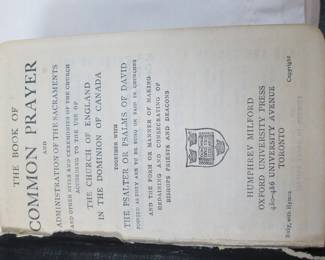 THE BOOK OF
COMMON PRAYER
AND
ADMINISTRATION OF THE SACRAMENTS
AND OTHER RITES AND CEREMONIES OF THE CHURCH
ACCORDING TO THE USE OF
THE CHURCH OF ENGLAND
IN THE DOMINION OF CANADA
TOGETHER WITH
THE PSALTER OR PSALMS OF DAVID
POINTED AS THEY ARE TO BE SUNG OR SAID IN CHURCHES
AND THE FORM OR MANNER OF MAKING
ORDAINING AND CONSECRATING OF
BISHOPS PRIESTS AND DEACONS
HUMPHREY MILFORD
OXFORD UNIVERSITY PRESS
UNIVERSITY AVENUE
TORONTO
Ruby, with Hymns
Copyright